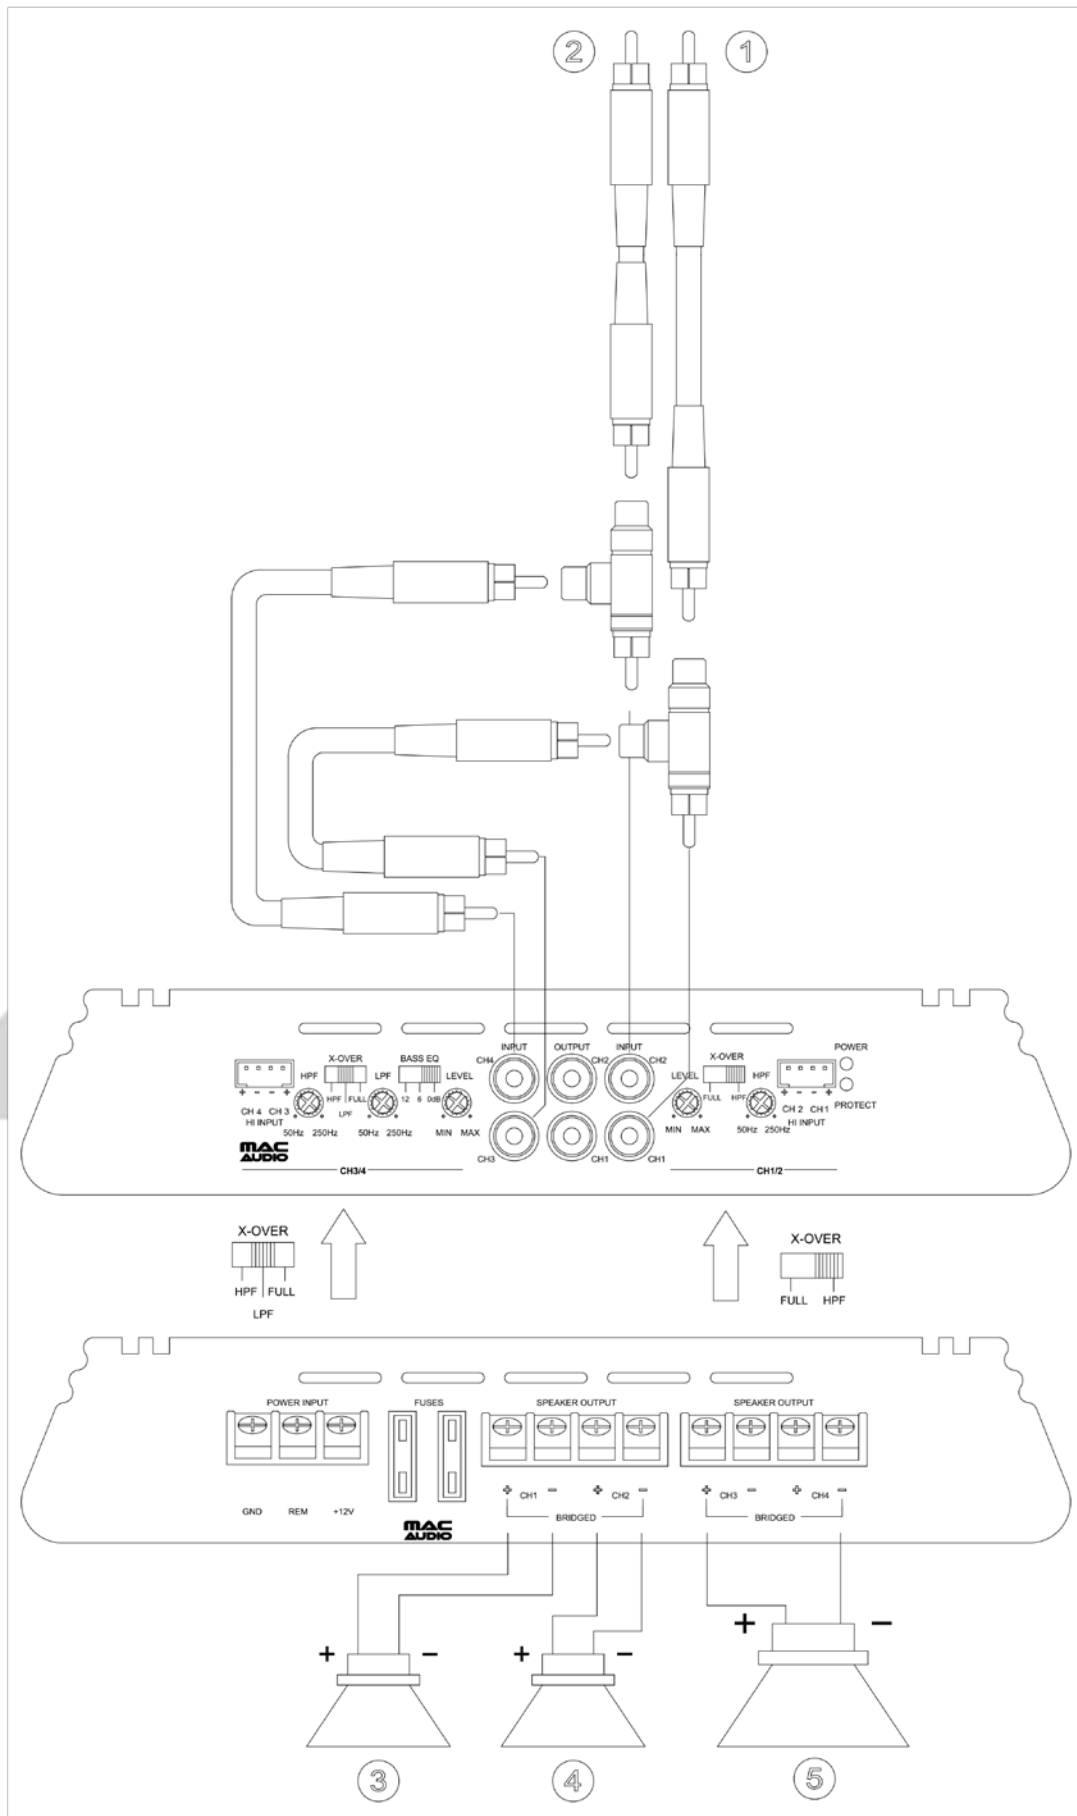 2 1
INPUT OUTPUT INPUT
CH4 CH2 CH2
X-OVER BASS EQ X-OVER POWER
HPF LPF LEVEL LEVEL HPF
HPF FULL 12 6 0dB FULL HPF
LPF
+ - - + + - - +
CH 4 CH 3 CH 2 CH 1 PROTECT
HI INPUT HI INPUT
50Hz 250Hz 50Hz 250Hz MIN MAX MIN MAX 50Hz 250Hz
MAC
AUDIO
CH3 CH1 CH1
CH3/4 CH1/2
X-OVER X-OVER
HPF FULL FULL HPF
LPF
POWER INPUT FUSES SPEAKER OUTPUT SPEAKER OUTPUT
+ CH1 - + CH2 - + CH3 - + CH4 -
GND REM +12V BRIDGED BRIDGED
MAC
AUDIO
+ - + - + -
3 4 5